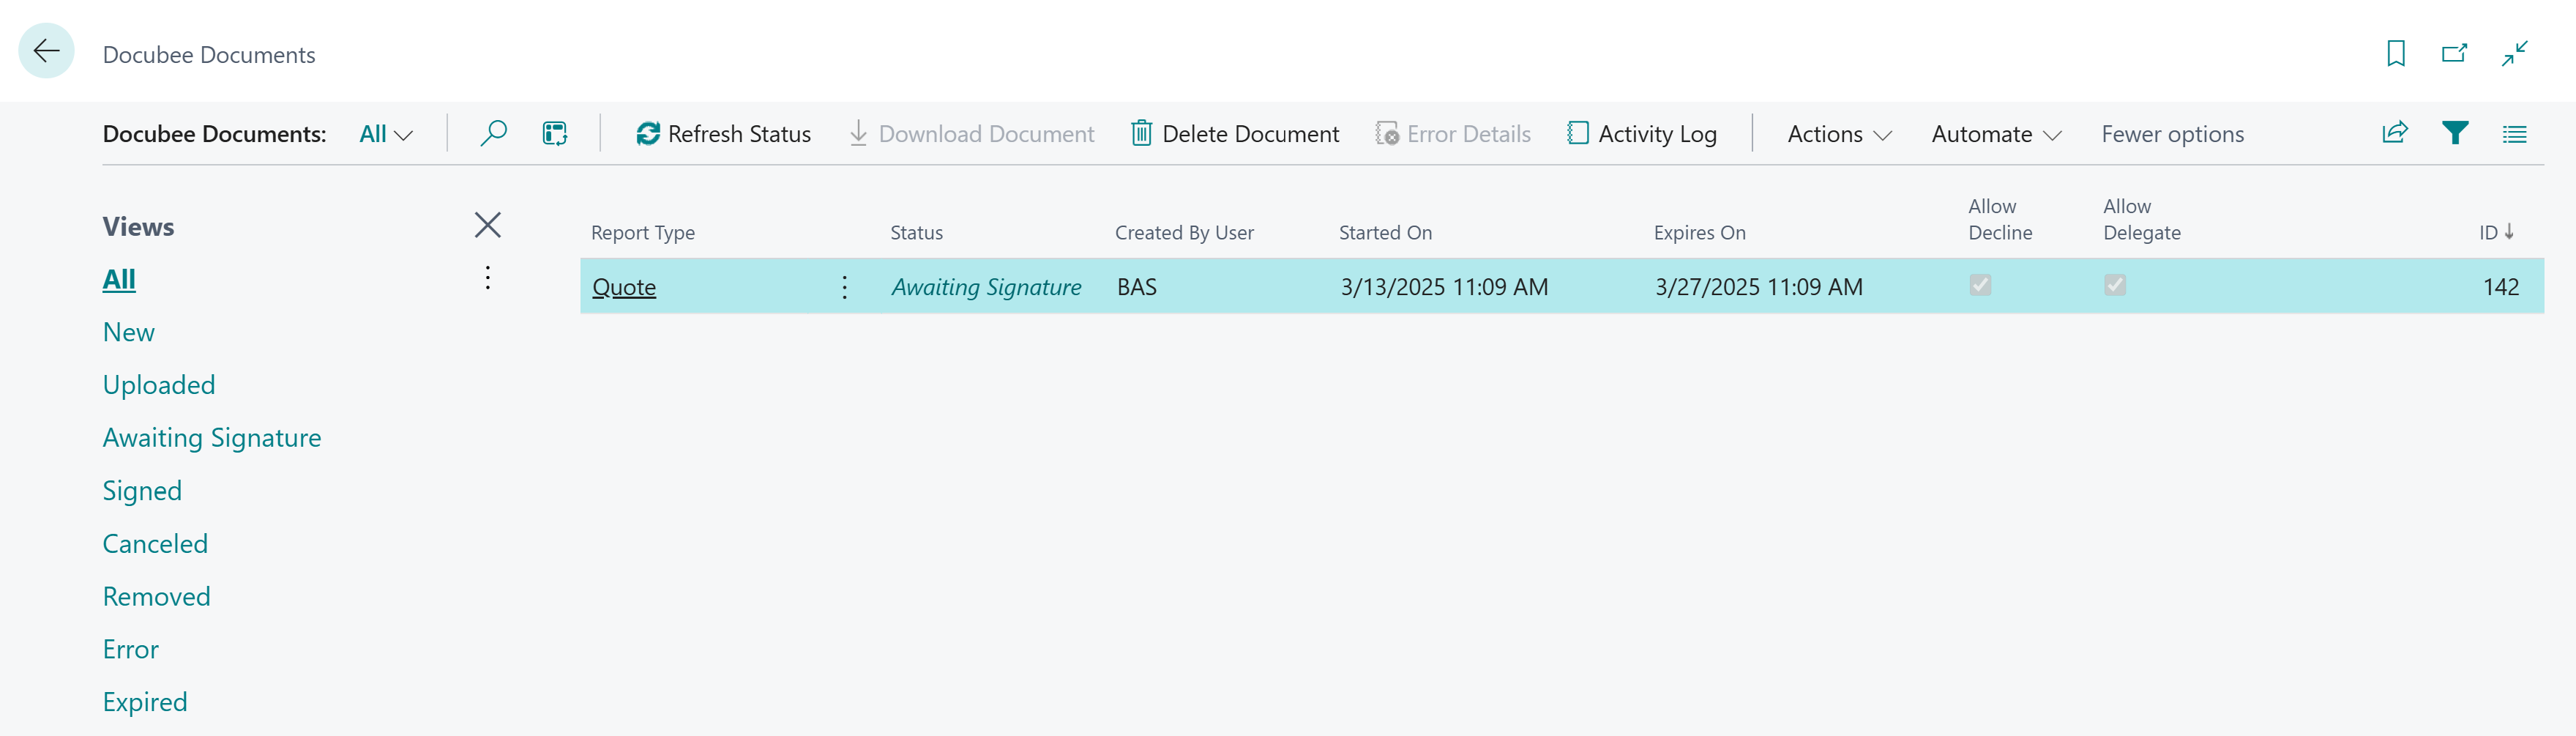 Docubee Documents
Docubee Documents: All Refresh Status Download Document Delete Document Error Details Activity Log Actions Automate Fewer options
Views
All
New
Uploaded
Awaiting Signature
Signed
Canceled
Removed
Error
Expired
Report Type Status Created By User Started On Expires On Allow Decline Allow Delegate ID
Quote Awaiting Signature BAS 3/13/2025 11:09 AM 3/27/2025 11:09 AM 142